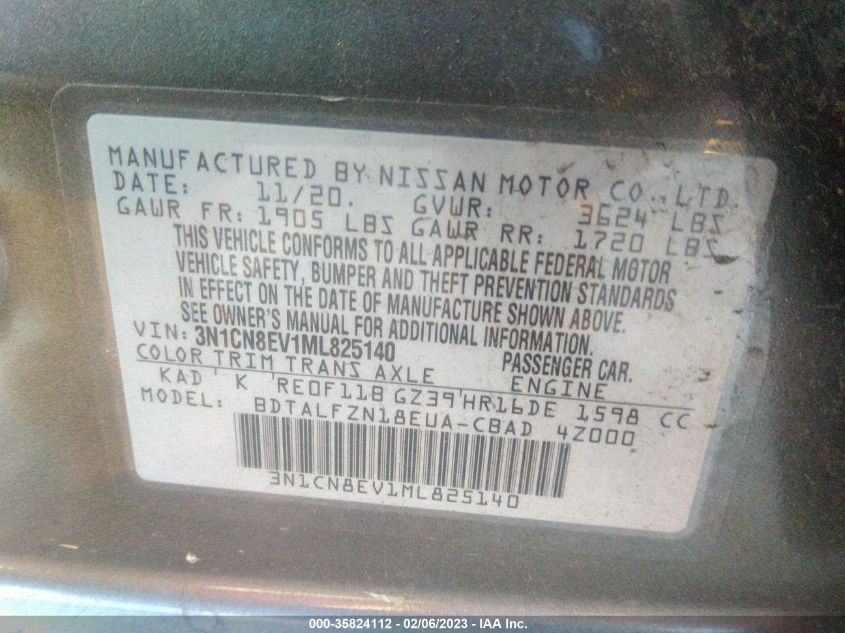 MANUFACTURED BY NISSAN MOTOR CO., LTD.
DATE: 11/20. GVWR: 3624 LBS
GAWR FR: 1905 LBS GAWR RR: 1720 LBS
THIS VEHICLE CONFORMS TO ALL APPLICABLE FEDERAL MOTOR
VEHICLE SAFETY, BUMPER AND THEFT PREVENTION STANDARDS
IN EFFECT ON THE DATE OF MANUFACTURE SHOWN ABOVE.
SEE OWNER'S MANUAL FOR ADDITIONAL INFORMATION.
VIN: 3N1CN8EV1ML825140 PASSENGER CAR.
COLOR TRIM TRANS AXLE ENGINE
KAD K RE0F11B GZ39 HR16DE 1598 CC
MODEL: BDTALFZN18EUA-CBAD 4Z000
3N1CN8EV1ML825140
000-35824112 - 02/06/2023 - IAA Inc.